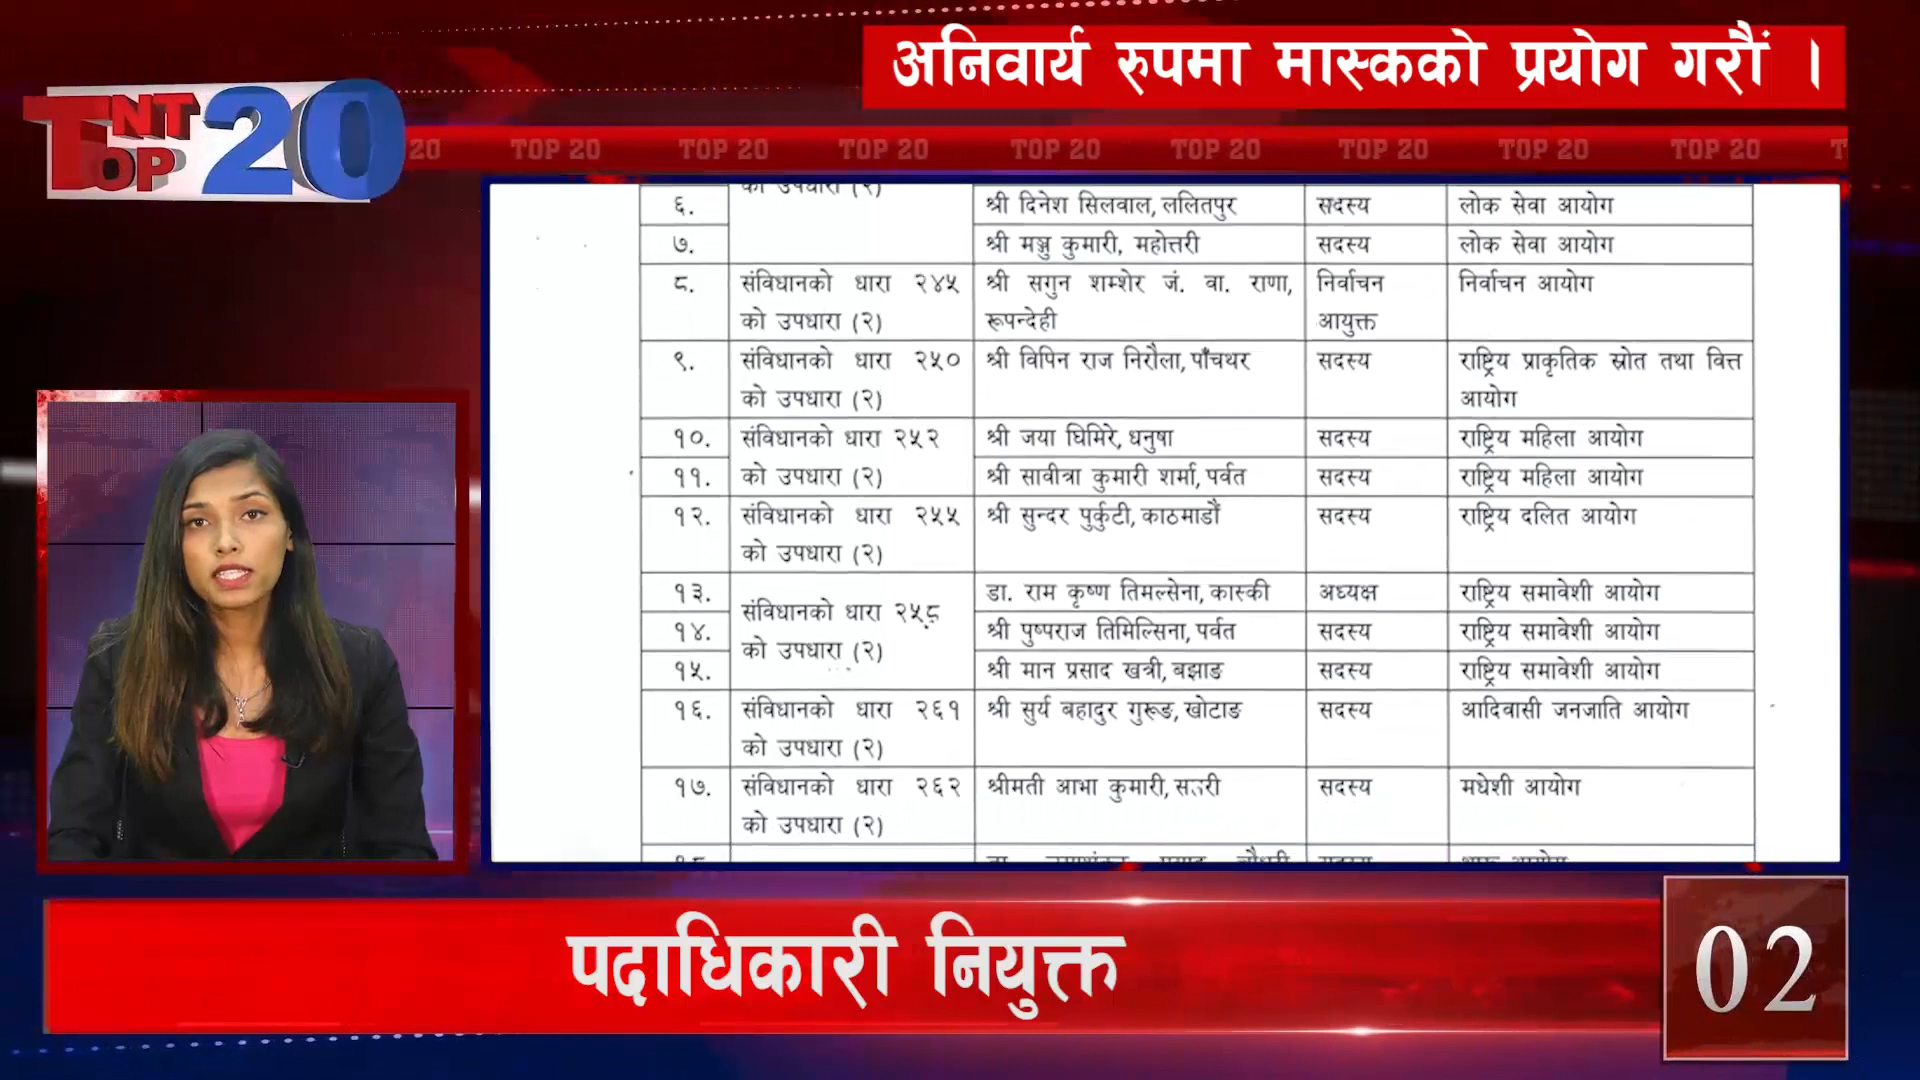 अनिवार्य रुपमा मास्कको प्रयोग गरौं ।
TNT TOP 20
20 TOP 20 TOP 20 TOP 20 TOP 20 TOP 20 TOP 20 TOP 20 TOP 20
को उपधारा (२)
६. श्री दिनेश सिलवाल, ललितपुर सदस्य लोक सेवा आयोग
७. श्री मञ्जु कुमारी, महोत्तरी सदस्य लोक सेवा आयोग
८. संविधानको धारा २४५ श्री सगुन शम्शेर जं. वा. राणा, निर्वाचन निर्वाचन आयोग
को उपधारा (२) रूपन्देही आयुक्त
९. संविधानको धारा २५० श्री विपिन राज निरौला, पाँचथर सदस्य राष्ट्रिय प्राकृतिक स्रोत तथा वित्त
को उपधारा (२) आयोग
१०. संविधानको धारा २५२ श्री जया घिमिरे, धनुषा सदस्य राष्ट्रिय महिला आयोग
११. को उपधारा (२) श्री सावीत्रा कुमारी शर्मा, पर्वत सदस्य राष्ट्रिय महिला आयोग
१२. संविधानको धारा २५५ श्री सुन्दर पुर्कुटी, काठमाडौं सदस्य राष्ट्रिय दलित आयोग
को उपधारा (२)
१३. डा. राम कृष्ण तिमल्सेना, कास्की अध्यक्ष राष्ट्रिय समावेशी आयोग
संविधानको धारा २५८
१४. श्री पुष्पराज तिमिल्सिना, पर्वत सदस्य राष्ट्रिय समावेशी आयोग
को उपधारा (२)
१५. श्री मान प्रसाद खत्री, बझाङ सदस्य राष्ट्रिय समावेशी आयोग
१६. संविधानको धारा २६१ श्री सुर्य बहादुर गुरूङ, खोटाङ सदस्य आदिवासी जनजाति आयोग
को उपधारा (२)
१७. संविधानको धारा २६२ श्रीमती आभा कुमारी, सदस्य मधेशी आयोग
को उपधारा (२)
पदाधिकारी नियुक्त
02